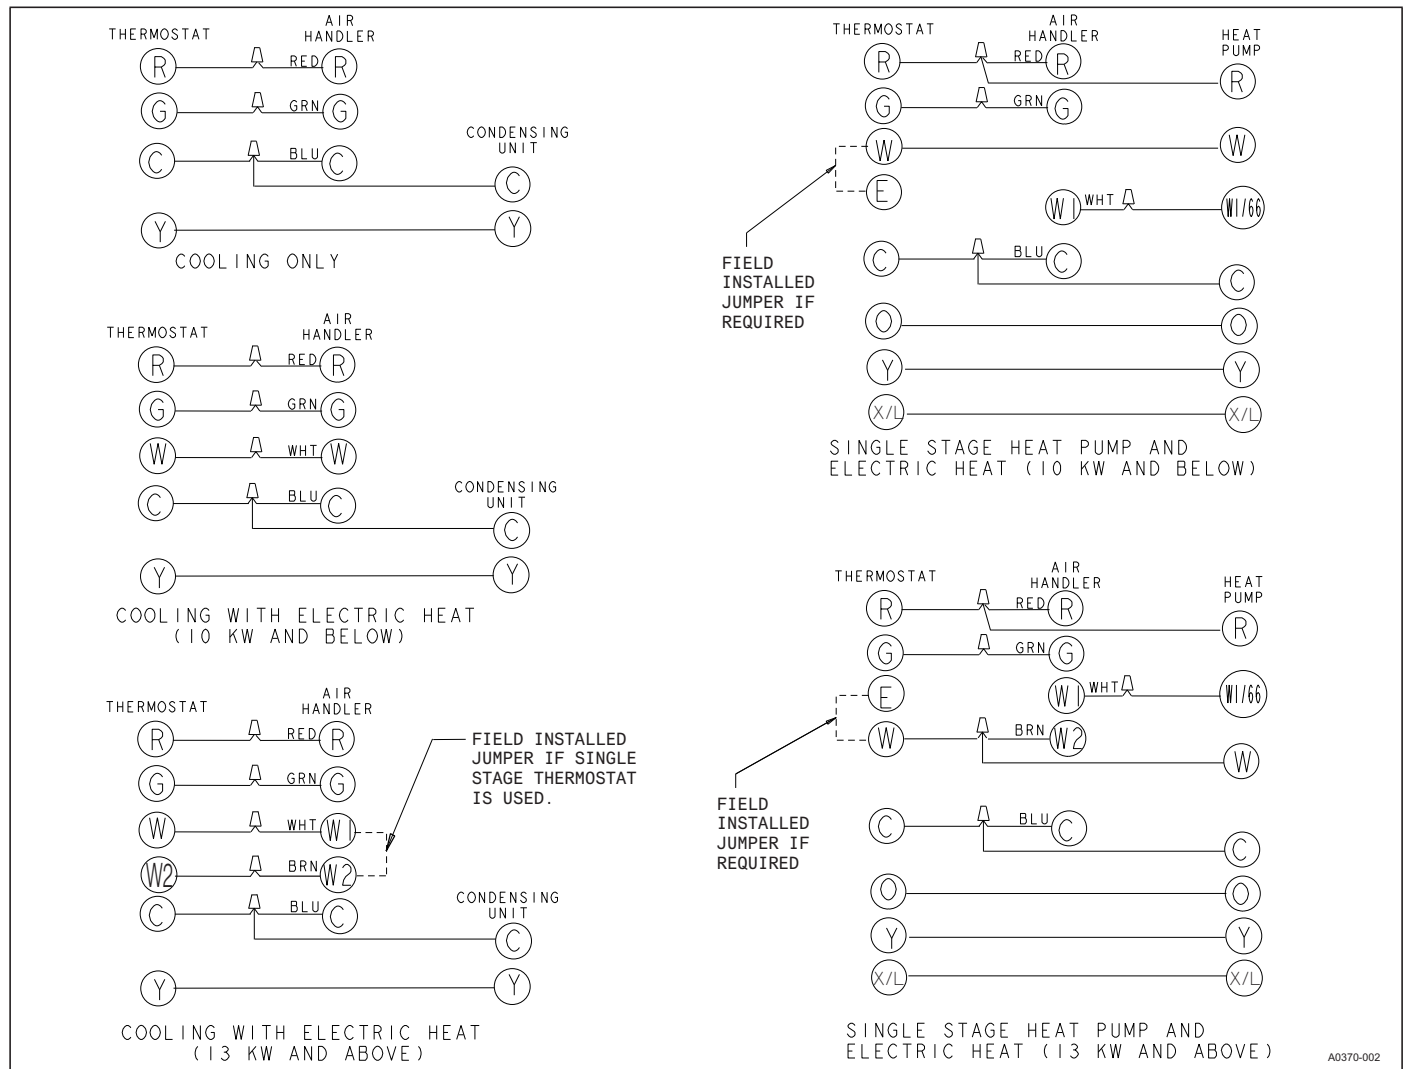 THERMOSTAT
AIR
HANDLER
R
RED
R
G
GRN
G
CONDENSING
UNIT
C
BLU
C
C
Y
Y
COOLING ONLY
THERMOSTAT
AIR
HANDLER
R
RED
R
G
GRN
G
W
WHT
W
CONDENSING
UNIT
C
BLU
C
C
Y
Y
COOLING WITH ELECTRIC HEAT
(10 KW AND BELOW)
THERMOSTAT
AIR
HANDLER
R
RED
R
FIELD INSTALLED
JUMPER IF SINGLE
STAGE THERMOSTAT
IS USED.
G
GRN
G
W
WHT
W1
W2
BRN
W2
CONDENSING
UNIT
C
BLU
C
C
Y
Y
COOLING WITH ELECTRIC HEAT
(13 KW AND ABOVE)
THERMOSTAT
AIR
HANDLER
HEAT
PUMP
R
RED
R
R
G
GRN
G
W
W
E
W1
WHT
W1/66
FIELD
INSTALLED
JUMPER IF
REQUIRED
C
BLU
C
C
O
O
Y
Y
X/L
X/L
SINGLE STAGE HEAT PUMP AND
ELECTRIC HEAT (10 KW AND BELOW)
THERMOSTAT
AIR
HANDLER
HEAT
PUMP
R
RED
R
R
G
GRN
G
E
W1
WHT
W1/66
W
BRN
W2
W
FIELD
INSTALLED
JUMPER IF
REQUIRED
C
BLU
C
C
O
O
Y
Y
X/L
X/L
SINGLE STAGE HEAT PUMP AND
ELECTRIC HEAT (13 KW AND ABOVE)
A0370-002